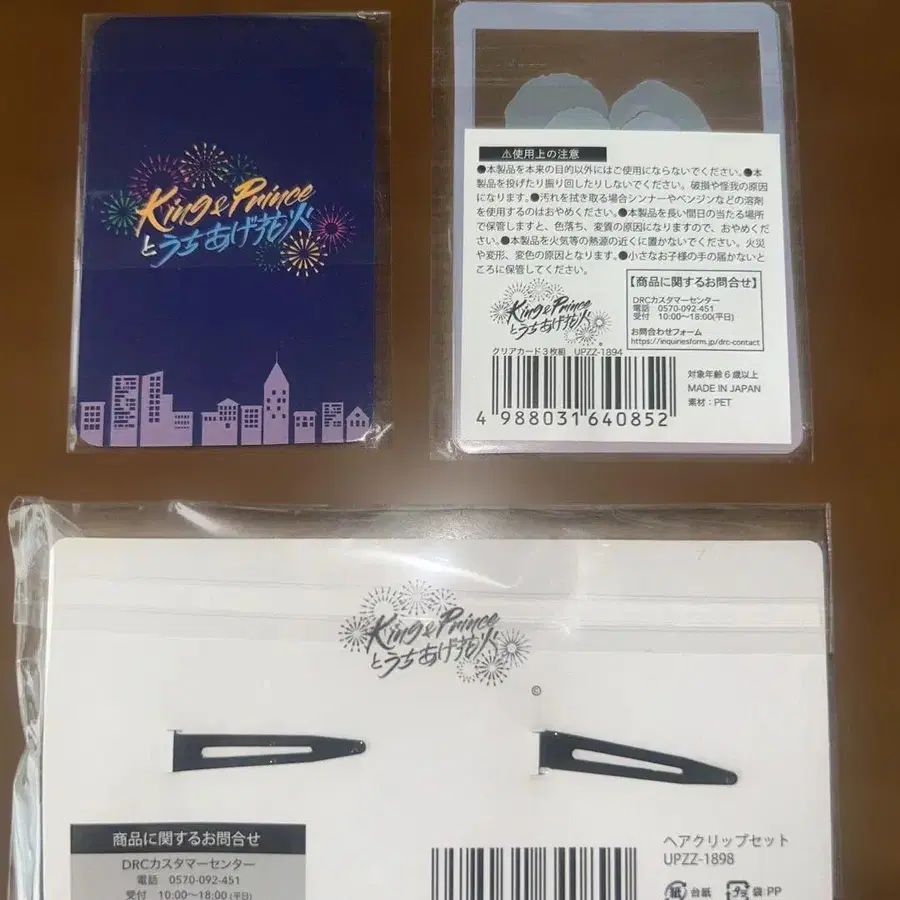 King & Prince
とうちあげ花火
⚠使用上の注意
●本製品を本来の目的以外にはご使用にならないでください。●本
製品を投げたり振り回したりしないでください。破損や怪我の原因
になります。●汚れを拭き取る場合シンナーやベンジンなどの溶剤
を使用するのはおやめください。●本製品を長い間日の当たる場所
で保管しますと、色落ち、変質の原因になりますので、おやめくださ
い。●本製品を火気等の熱源の近くに置かないでください。火災
や変形、変色の原因となります。●小さなお子様の手の届かないと
ころに保管してください。
King & Prince
とうちあげ花火
クリアカード3枚組 UPZZ-1894
【商品に関するお問合せ】
DRCカスタマーセンター
電話 0570-092-451
受付 10:00〜18:00(平日)
お問合わせフォーム
https://inquiriesform.jp/drc-contact
4 988031 640852
対象年齢6歳以上
MADE IN JAPAN
素材:PET
King & Prince
とうちあげ花火
©
商品に関するお問合せ
DRCカスタマーセンター
電話 0570-092-451
受付 10:00〜18:00(平日)
ヘアクリップセット
UPZZ-1898
紙 台紙 プラ 袋:PP